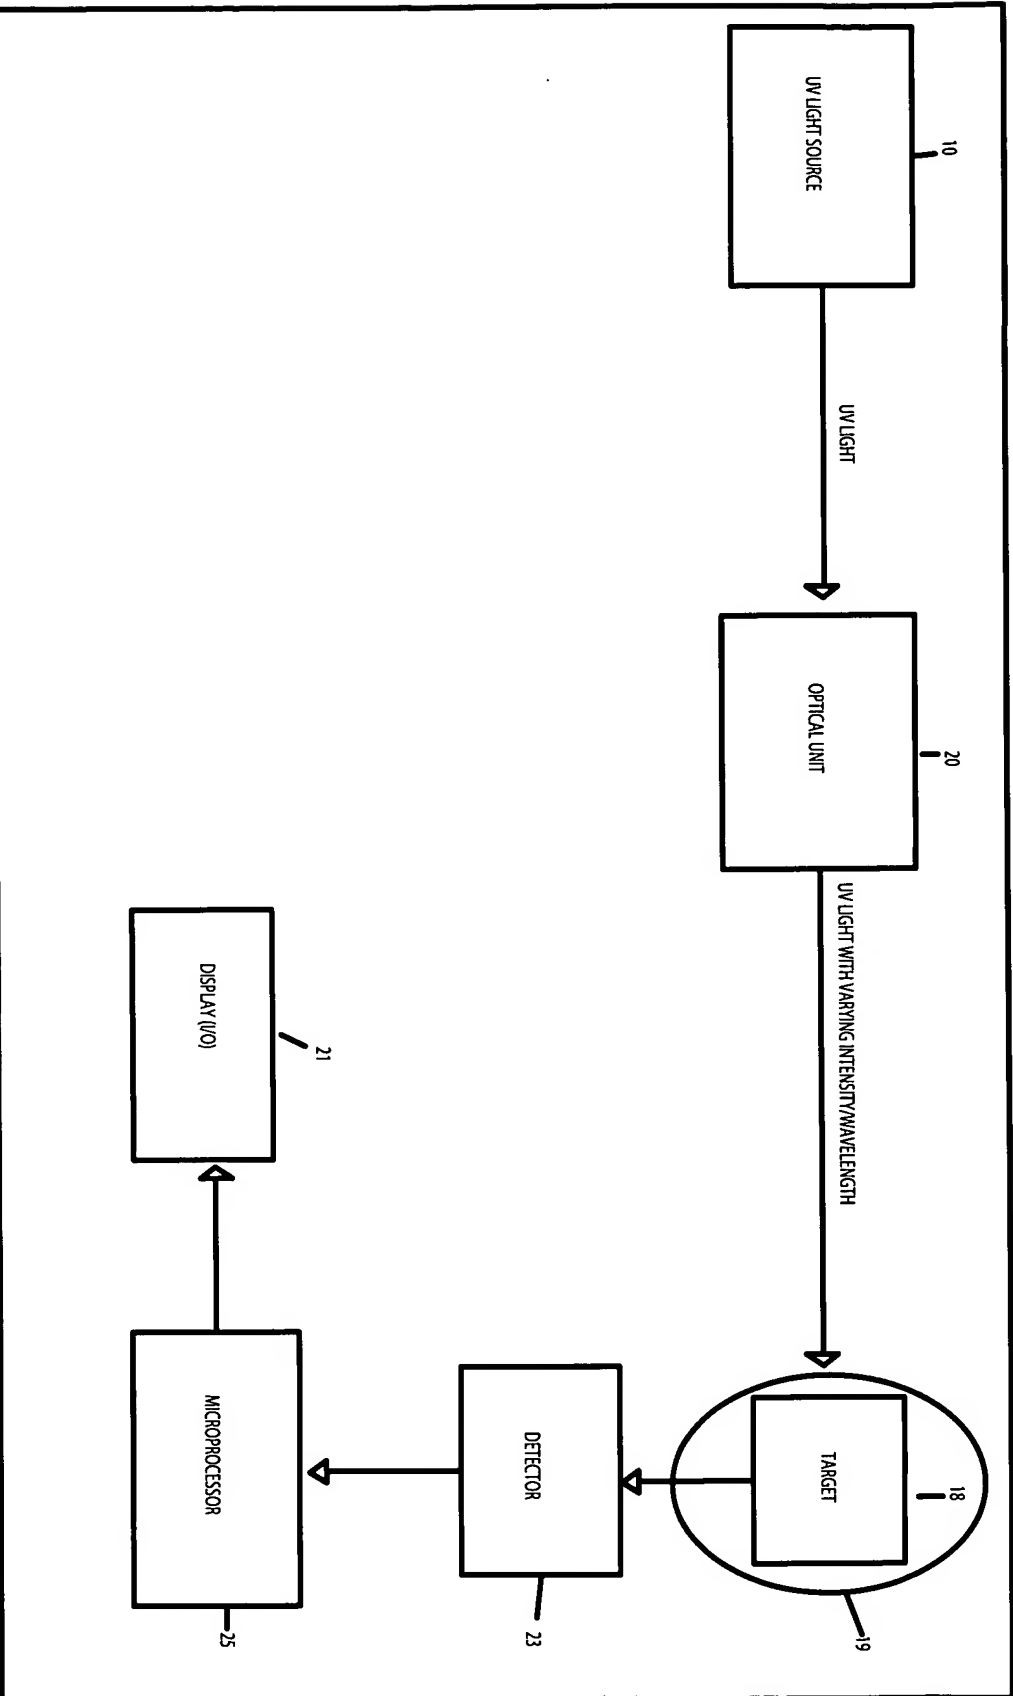 10
UV LIGHT SOURCE
UV LIGHT
20
OPTICAL UNIT
UV LIGHT WITH VARYING INTENSITY/WAVELENGTH
18
TARGET
19
DETECTOR
23
21
DISPLAY (I/O)
MICROPROCESSOR
25